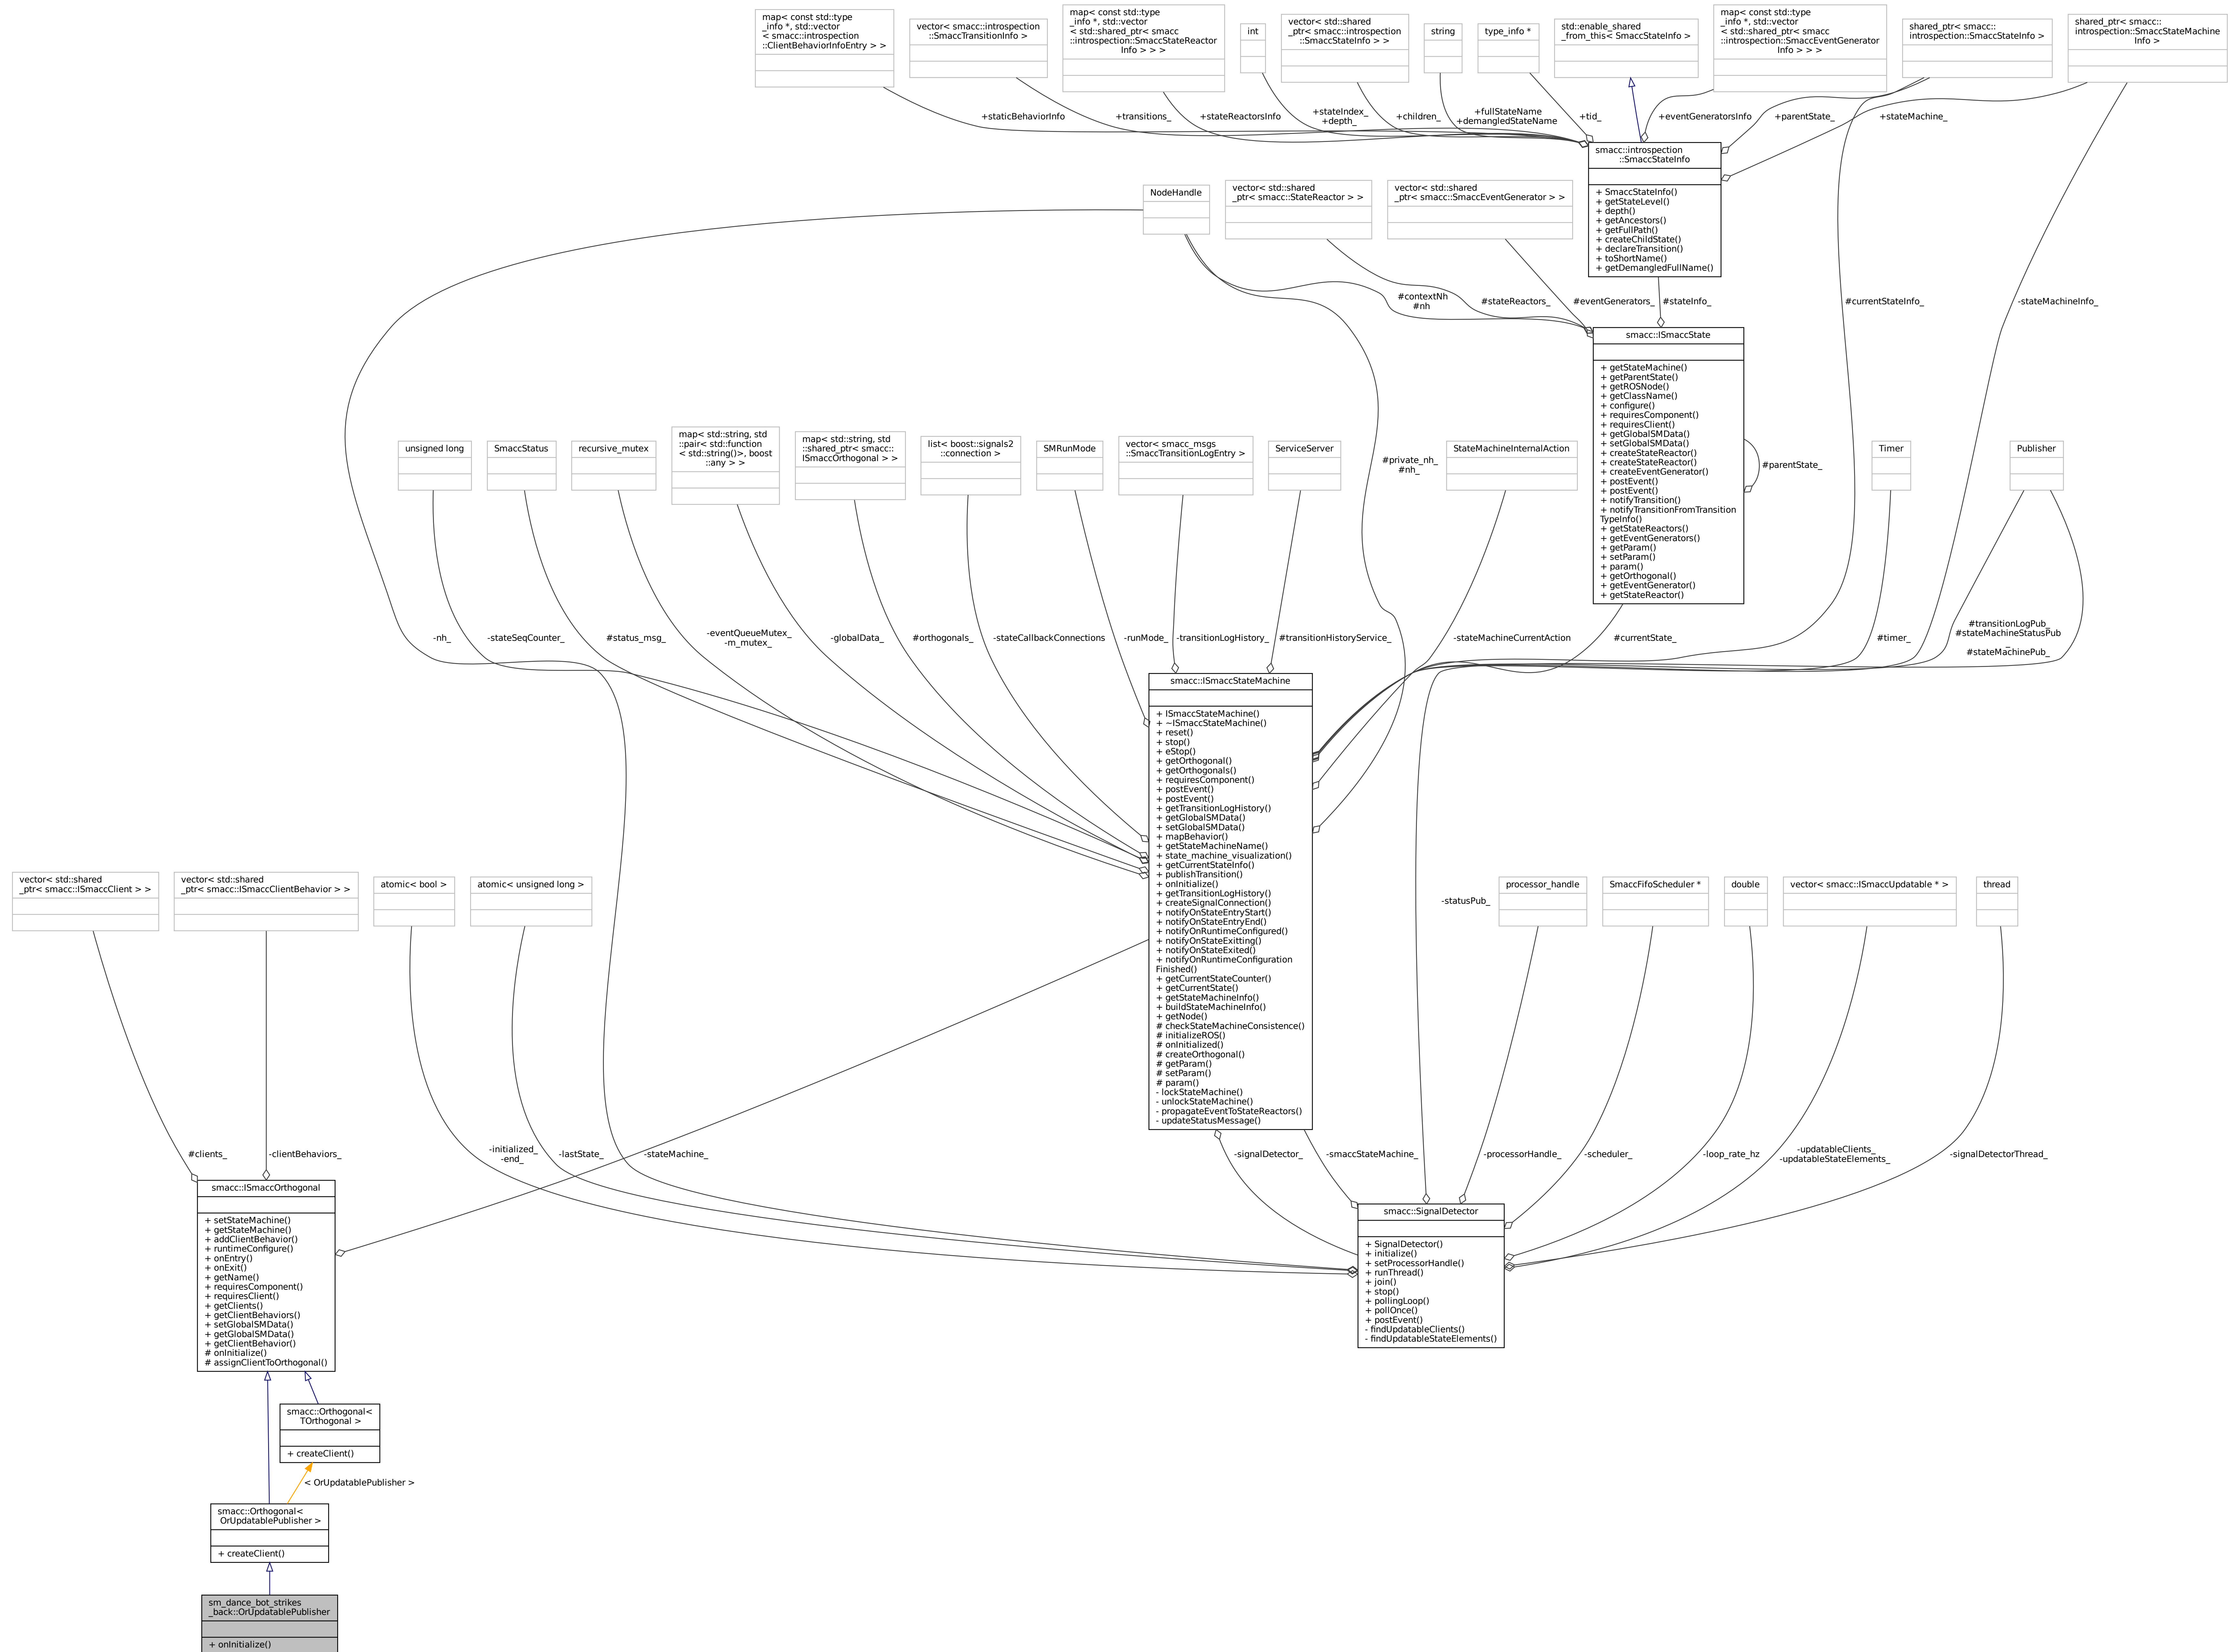 map< const std::type
_info *, std::vector
< smacc::introspection
::ClientBehaviorInfoEntry > >
vector< smacc::introspection
::SmaccTransitionInfo >
map< const std::type
_info *, std::vector
< std::shared_ptr< smacc
::introspection::SmaccStateReactor
Info > > >
int
vector< std::shared
_ptr< smacc::introspection
::SmaccStateInfo > >
string
type_info *
std::enable_shared
_from_this< SmaccStateInfo >
map< const std::type
_info *, std::vector
< std::shared_ptr< smacc
::introspection::SmaccEventGenerator
Info > > >
shared_ptr< smacc::
introspection::SmaccStateInfo >
shared_ptr< smacc::
introspection::SmaccStateMachine
Info >
+staticBehaviorInfo
+transitions_
+stateReactorsInfo
+stateIndex_
+depth_
+children_
+fullStateName
+demangledStateName
+tid_
+eventGeneratorsInfo
+parentState_
+stateMachine_
smacc::introspection
::SmaccStateInfo
+ SmaccStateInfo()
+ getStateLevel()
+ depth()
+ getAncestors()
+ getFullPath()
+ createChildState()
+ declareTransition()
+ toShortName()
+ getDemangledFullName()
NodeHandle
vector< std::shared
_ptr< smacc::StateReactor > >
vector< std::shared
_ptr< smacc::SmaccEventGenerator > >
#contextNh
#nh
#stateReactors_
#eventGenerators_
#stateInfo_
#currentStateInfo_
-stateMachineInfo_
smacc::ISmaccState
+ getStateMachine()
+ getParentState()
+ getROSNode()
+ getClassName()
+ configure()
+ requiresComponent()
+ requiresClient()
+ getGlobalSMData()
+ setGlobalSMData()
+ createStateReactor()
+ createStateReactor()
+ createEventGenerator()
+ postEvent()
+ postEvent()
+ notifyTransition()
+ notifyTransitionFromTransition
TypeInfo()
+ getStateReactors()
+ getEventGenerators()
+ getParam()
+ setParam()
+ param()
+ getOrthogonal()
+ getEventGenerator()
+ getStateReactor()
#parentState_
unsigned long
SmaccStatus
recursive_mutex
map< std::string, std
::pair< std::function
< std::string()>, boost
::any > >
map< std::string, std
::shared_ptr< smacc::
ISmaccOrthogonal > >
list< boost::signals2
::connection >
SMRunMode
vector< smacc_msgs
::SmaccTransitionLogEntry >
ServiceServer
#private_nh_
#nh_
StateMachineInternalAction
Timer
Publisher
-nh_
-stateSeqCounter_
#status_msg_
-eventQueueMutex_
-m_mutex_
-globalData_
#orthogonals_
-stateCallbackConnections
-runMode_
-transitionLogHistory_
#transitionHistoryService_
-stateMachineCurrentAction
#currentState_
#timer_
#transitionLogPub_
#stateMachineStatusPub
_
#stateMachinePub_
smacc::ISmaccStateMachine
+ ISmaccStateMachine()
+ ~ISmaccStateMachine()
+ reset()
+ stop()
+ eStop()
+ getOrthogonal()
+ getOrthogonals()
+ requiresComponent()
+ postEvent()
+ postEvent()
+ getTransitionLogHistory()
+ getGlobalSMData()
+ setGlobalSMData()
+ mapBehavior()
+ getStateMachineName()
+ state_machine_visualization()
+ getCurrentStateInfo()
+ publishTransition()
+ onInitialize()
+ getTransitionLogHistory()
+ createSignalConnection()
+ notifyOnStateEntryStart()
+ notifyOnStateEntryEnd()
+ notifyOnRuntimeConfigured()
+ notifyOnStateExitting()
+ notifyOnStateExited()
+ notifyOnRuntimeConfiguration
Finished()
+ getCurrentStateCounter()
+ getCurrentState()
+ getStateMachineInfo()
+ buildStateMachineInfo()
+ getNode()
# checkStateMachineConsistence()
# initializeROS()
# onInitialized()
# createOrthogonal()
# getParam()
# setParam()
# param()
- lockStateMachine()
- unlockStateMachine()
- propagateEventToStateReactors()
- updateStatusMessage()
vector< std::shared
_ptr< smacc::ISmaccClient > >
vector< std::shared
_ptr< smacc::ISmaccClientBehavior > >
atomic< bool >
atomic< unsigned long >
-statusPub_
processor_handle
SmaccFifoScheduler *
double
vector< smacc::ISmaccUpdatable * >
thread
#clients_
-clientBehaviors_
-initialized_
-end_
-lastState_
-stateMachine_
-signalDetector_
-smaccStateMachine_
-processorHandle_
-scheduler_
-loop_rate_hz
-updatableClients_
-updatableStateElements_
-signalDetectorThread_
smacc::ISmaccOrthogonal
+ setStateMachine()
+ getStateMachine()
+ addClientBehavior()
+ runtimeConfigure()
+ onEntry()
+ onExit()
+ getName()
+ requiresComponent()
+ requiresClient()
+ getClients()
+ getClientBehaviors()
+ setGlobalSMData()
+ getGlobalSMData()
+ getClientBehavior()
# onInitialize()
# assignClientToOrthogonal()
smacc::SignalDetector
+ SignalDetector()
+ initialize()
+ setProcessorHandle()
+ runThread()
+ join()
+ stop()
+ pollingLoop()
+ pollOnce()
+ postEvent()
- findUpdatableClients()
- findUpdatableStateElements()
smacc::Orthogonal<
TOrthogonal >
+ createClient()
< OrUpdatablePublisher >
smacc::Orthogonal<
OrUpdatablePublisher >
+ createClient()
sm_dance_bot_strikes
_back::OrUpdatablePublisher
+ onInitialize()